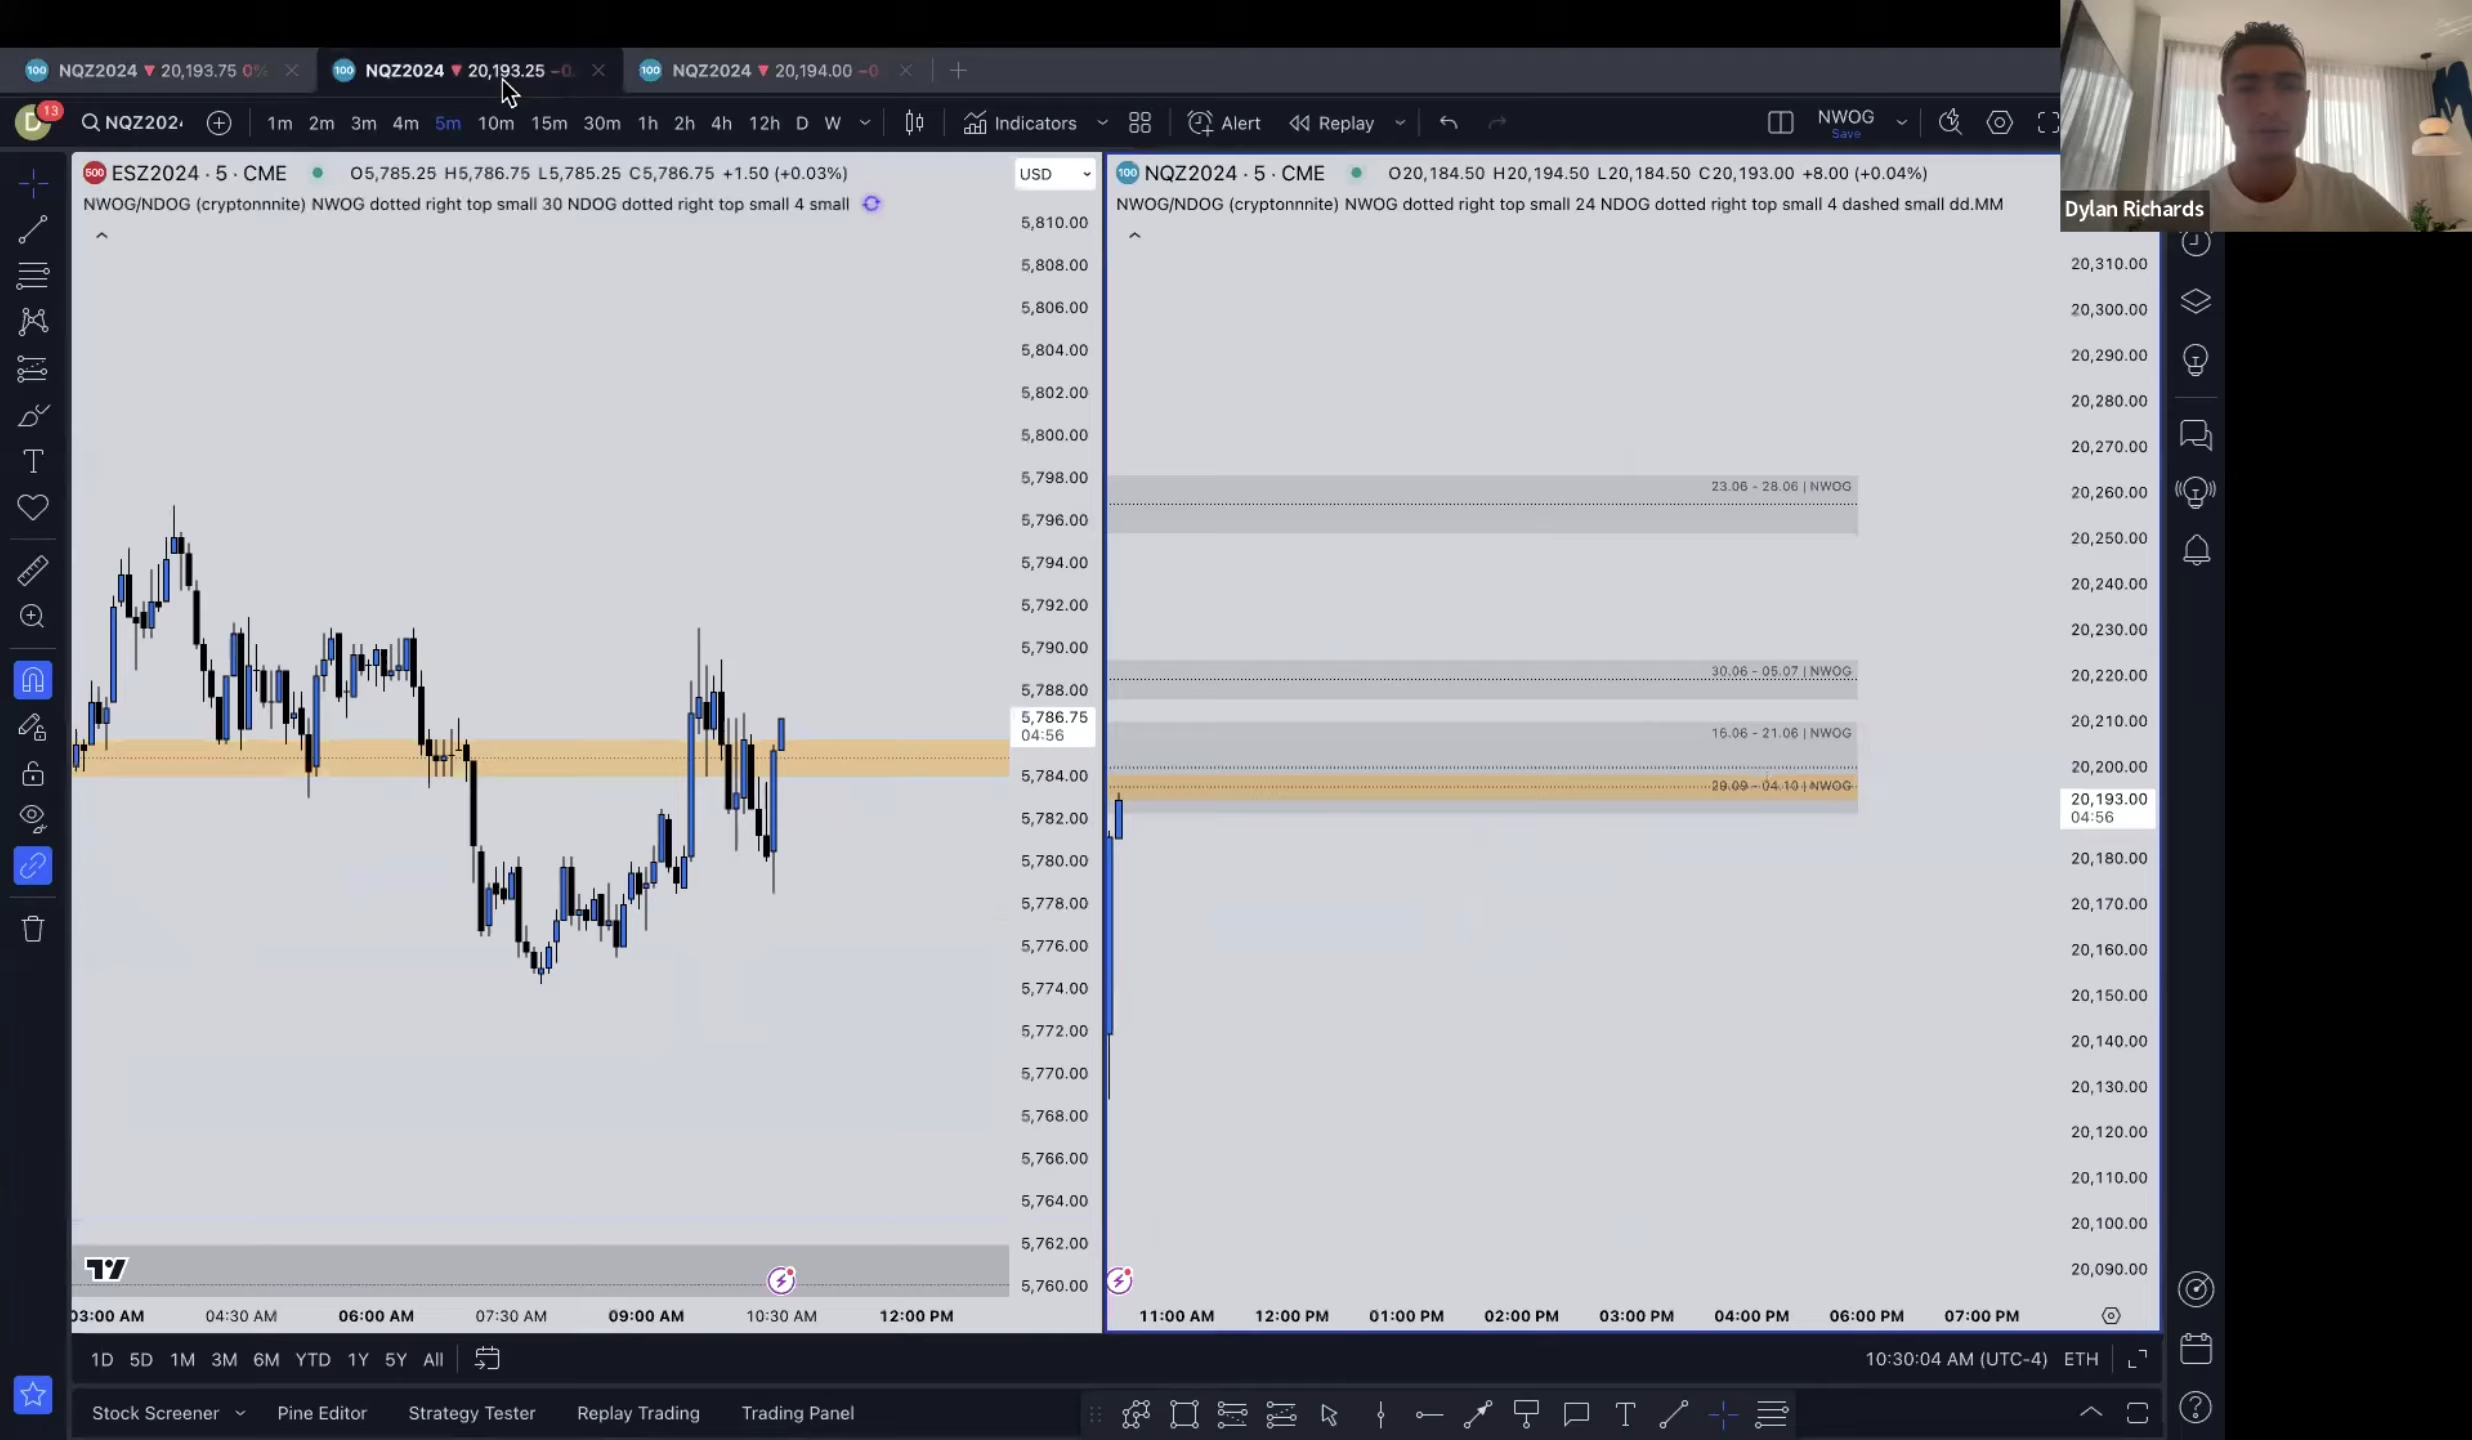 NQZ2024 20,193.75 0%
NQZ2024 20,193.25 −0
NQZ2024 20,194.00 −0
D 13
NQZ202
1m 2m 3m 4m 5m 10m 15m 30m 1h 2h 4h 12h D W
Indicators
Alert
Replay
NWOG
Save
Dylan Richards
500 ESZ2024 · 5 · CME O5,785.25 H5,786.75 L5,785.25 C5,786.75 +1.50 (+0.03%)
USD
NWOG/NDOG (cryptonnnite) NWOG dotted right top small 30 NDOG dotted right top small 4 small
5,810.00
5,808.00
5,806.00
5,804.00
5,802.00
5,800.00
5,798.00
5,796.00
5,794.00
5,792.00
5,790.00
5,788.00
5,786.75
04:56
5,784.00
5,782.00
5,780.00
5,778.00
5,776.00
5,774.00
5,772.00
5,770.00
5,768.00
5,766.00
5,764.00
5,762.00
5,760.00
03:00 AM 04:30 AM 06:00 AM 07:30 AM 09:00 AM 10:30 AM 12:00 PM
100 NQZ2024 · 5 · CME O20,184.50 H20,194.50 L20,184.50 C20,193.00 +8.00 (+0.04%)
NWOG/NDOG (cryptonnnite) NWOG dotted right top small 24 NDOG dotted right top small 4 dashed small dd.MM
23.06 - 28.06 | NWOG
30.06 - 05.07 | NWOG
16.06 - 21.06 | NWOG
29.09 - 04.10 | NWOG
20,310.00
20,300.00
20,290.00
20,280.00
20,270.00
20,260.00
20,250.00
20,240.00
20,230.00
20,220.00
20,210.00
20,200.00
20,193.00
04:56
20,180.00
20,170.00
20,160.00
20,150.00
20,140.00
20,130.00
20,120.00
20,110.00
20,100.00
20,090.00
11:00 AM 12:00 PM 01:00 PM 02:00 PM 03:00 PM 04:00 PM 06:00 PM 07:00 PM
1D 5D 1M 3M 6M YTD 1Y 5Y All
10:30:04 AM (UTC-4) ETH
Stock Screener Pine Editor Strategy Tester Replay Trading Trading Panel